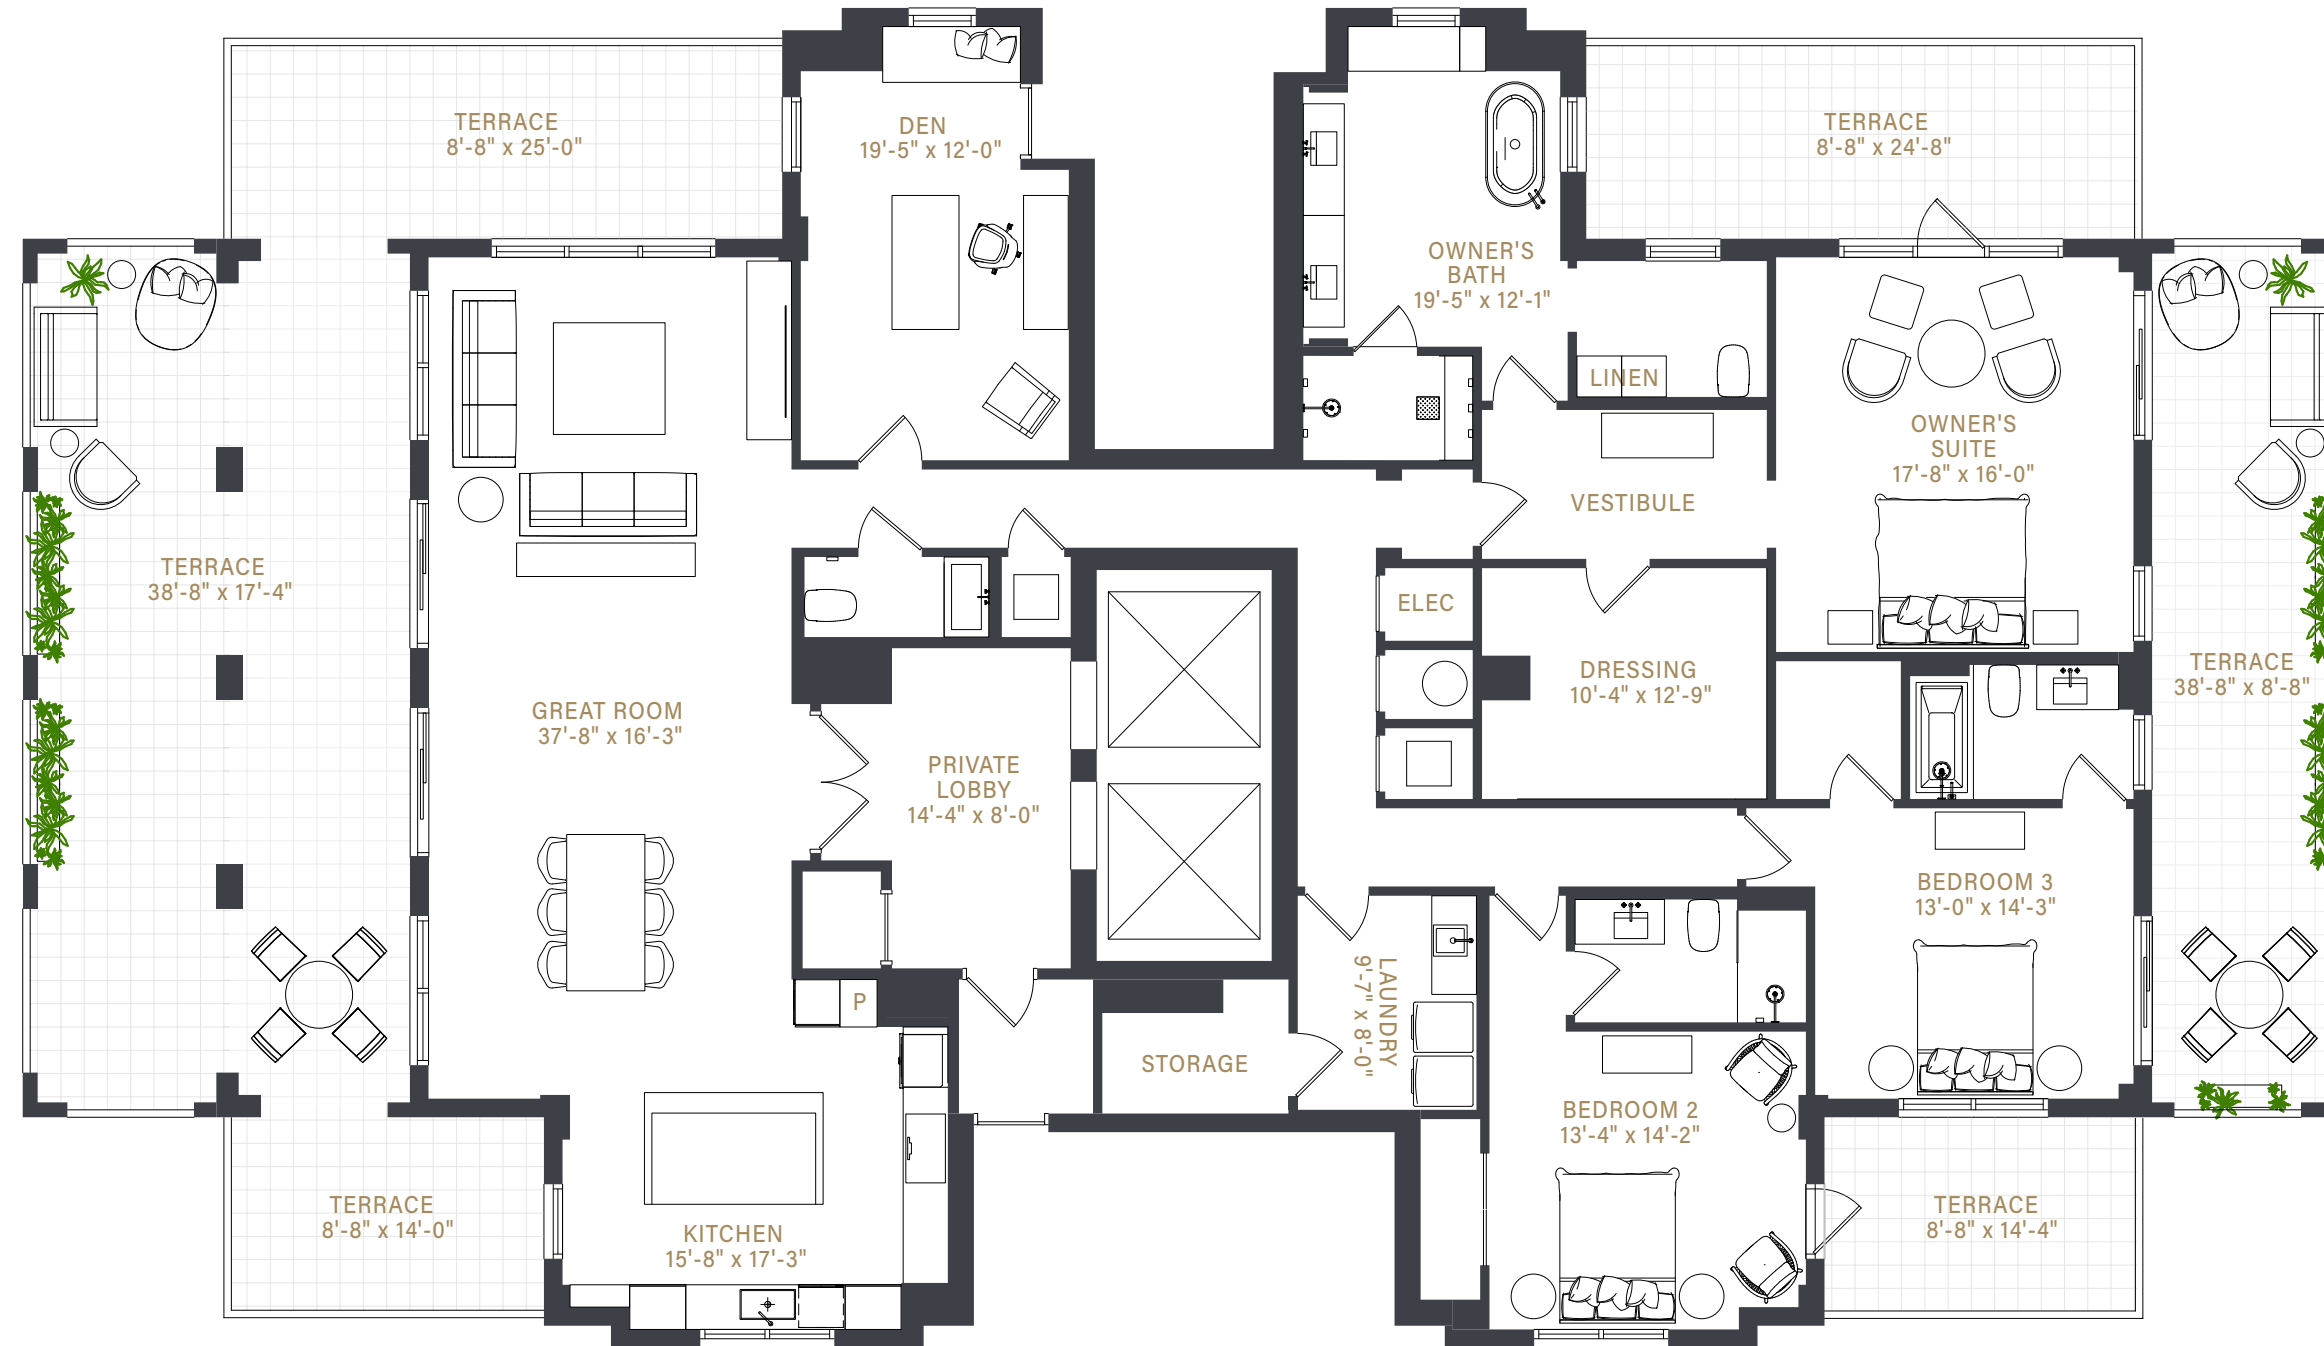 TERRACE
8'-8" x 25'-0"
DEN
19'-5" x 12'-0"
TERRACE
8'-8" x 24'-8"
OWNER'S
BATH
19'-5" x 12'-1"
LINEN
OWNER'S
SUITE
17'-8" x 16'-0"
VESTIBULE
TERRACE
38'-8" x 17'-4"
ELEC
DRESSING
10'-4" x 12'-9"
TERRACE
38'-8" x 8'-8"
GREAT ROOM
37'-8" x 16'-3"
PRIVATE
LOBBY
14'-4" x 8'-0"
BEDROOM 3
13'-0" x 14'-3"
P
STORAGE
LAUNDRY
9'-7" x 8'-0"
BEDROOM 2
13'-4" x 14'-2"
TERRACE
8'-8" x 14'-0"
KITCHEN
15'-8" x 17'-3"
TERRACE
8'-8" x 14'-4"